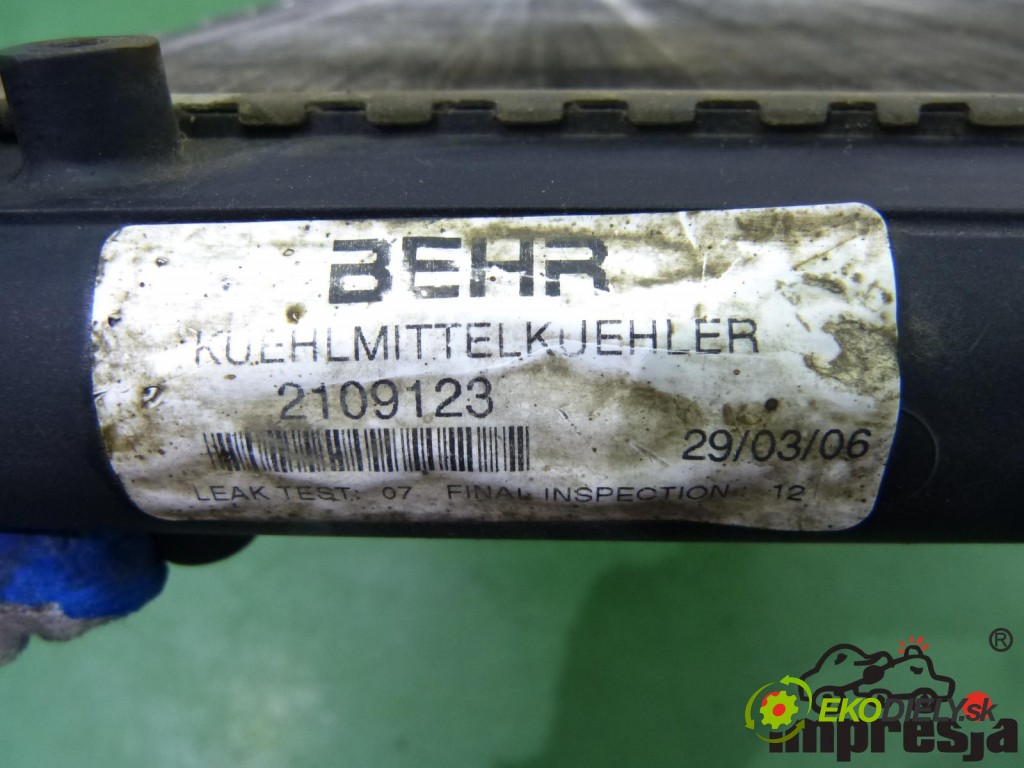 BEHR
KUEHLMITTELKUEHLER
2109123
29/03/06
LEAK TEST: 07 FINAL INSPECTION: 12
®
EKODIELY.sk
impresja